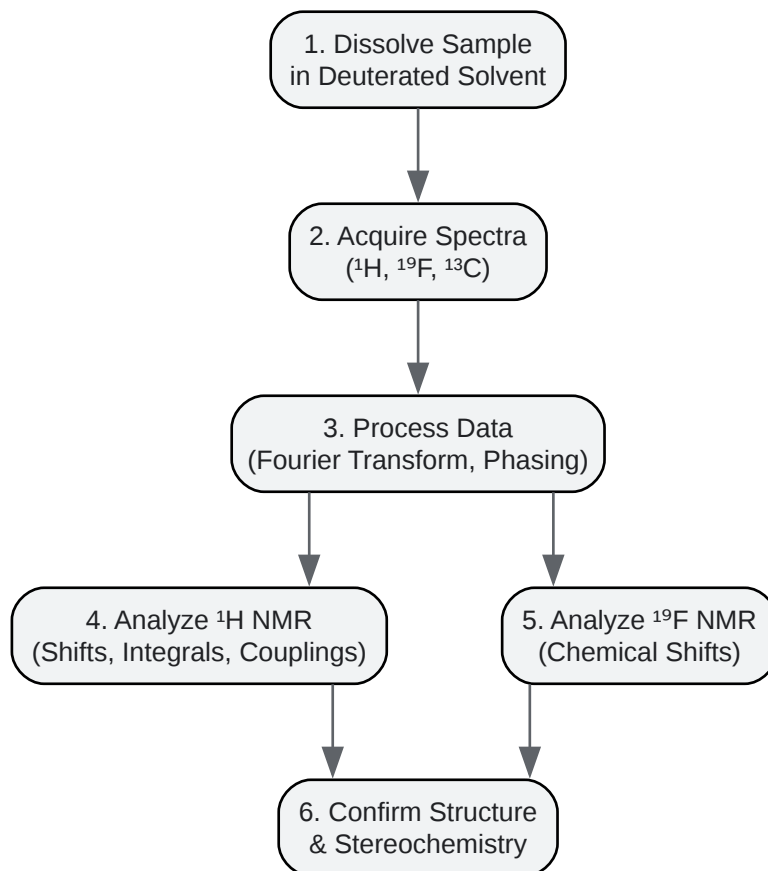 1. Dissolve Sample
in Deuterated Solvent
2. Acquire Spectra
(¹H, ¹⁹F, ¹³C)
3. Process Data
(Fourier Transform, Phasing)
4. Analyze ¹H NMR
(Shifts, Integrals, Couplings)
5. Analyze ¹⁹F NMR
(Chemical Shifts)
6. Confirm Structure
& Stereochemistry